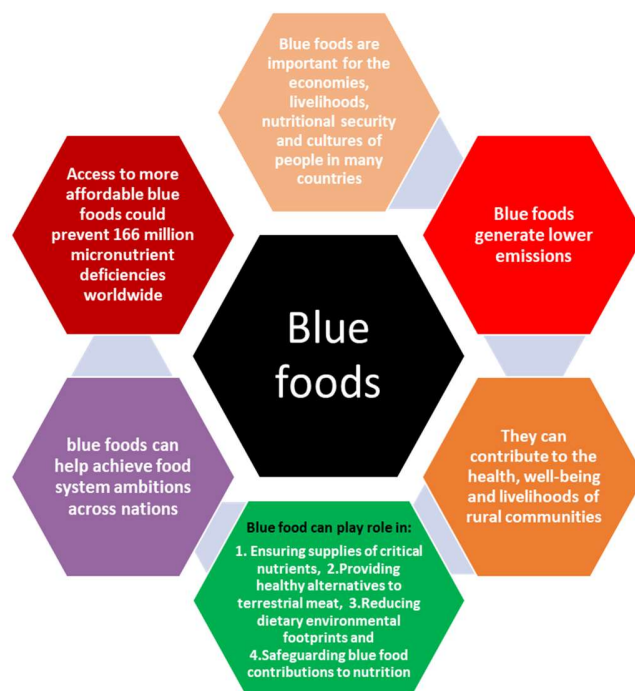 Blue foods are
important for the
economies,
livelihoods,
nutritional security
and cultures of
people in many
countries
Access to more
affordable blue
foods could
prevent 166 million
micronutrient
deficiencies
worldwide
Blue foods
generate lower
emissions
Blue
foods
blue foods can
help achieve food
system ambitions
across nations
They can
contribute to the
health, well-being
and livelihoods of
rural communities
Blue food can play role in:
1. Ensuring supplies of critical
nutrients, 2.Providing
healthy alternatives to
terrestrial meat, 3.Reducing
dietary environmental
footprints and
4.Safeguarding blue food
contributions to nutrition